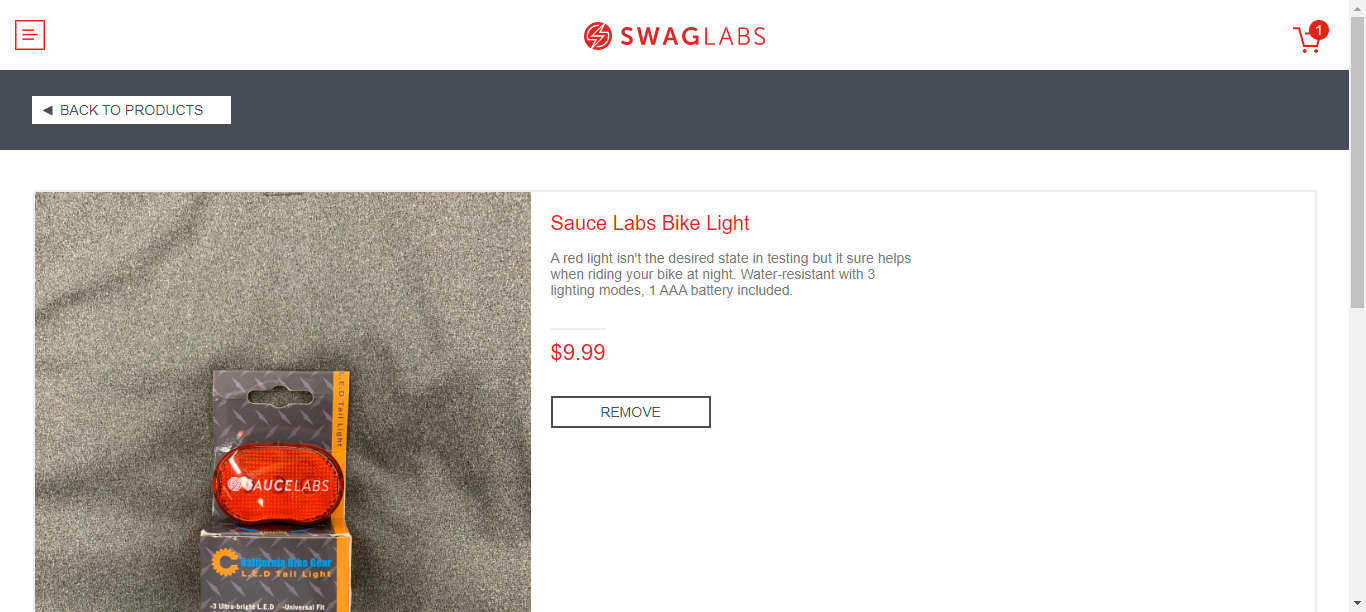 SWAGLABS
1
BACK TO PRODUCTS
Sauce Labs Bike Light
A red light isn't the desired state in testing but it sure helps
when riding your bike at night. Water-resistant with 3
lighting modes, 1 AAA battery included.
$9.99
REMOVE
L.E.D Tail Light
SAUCELABS
California Bike Gear
L.E.D Tail Light
-3 Ultra-bright L.E.D -Universal Fit